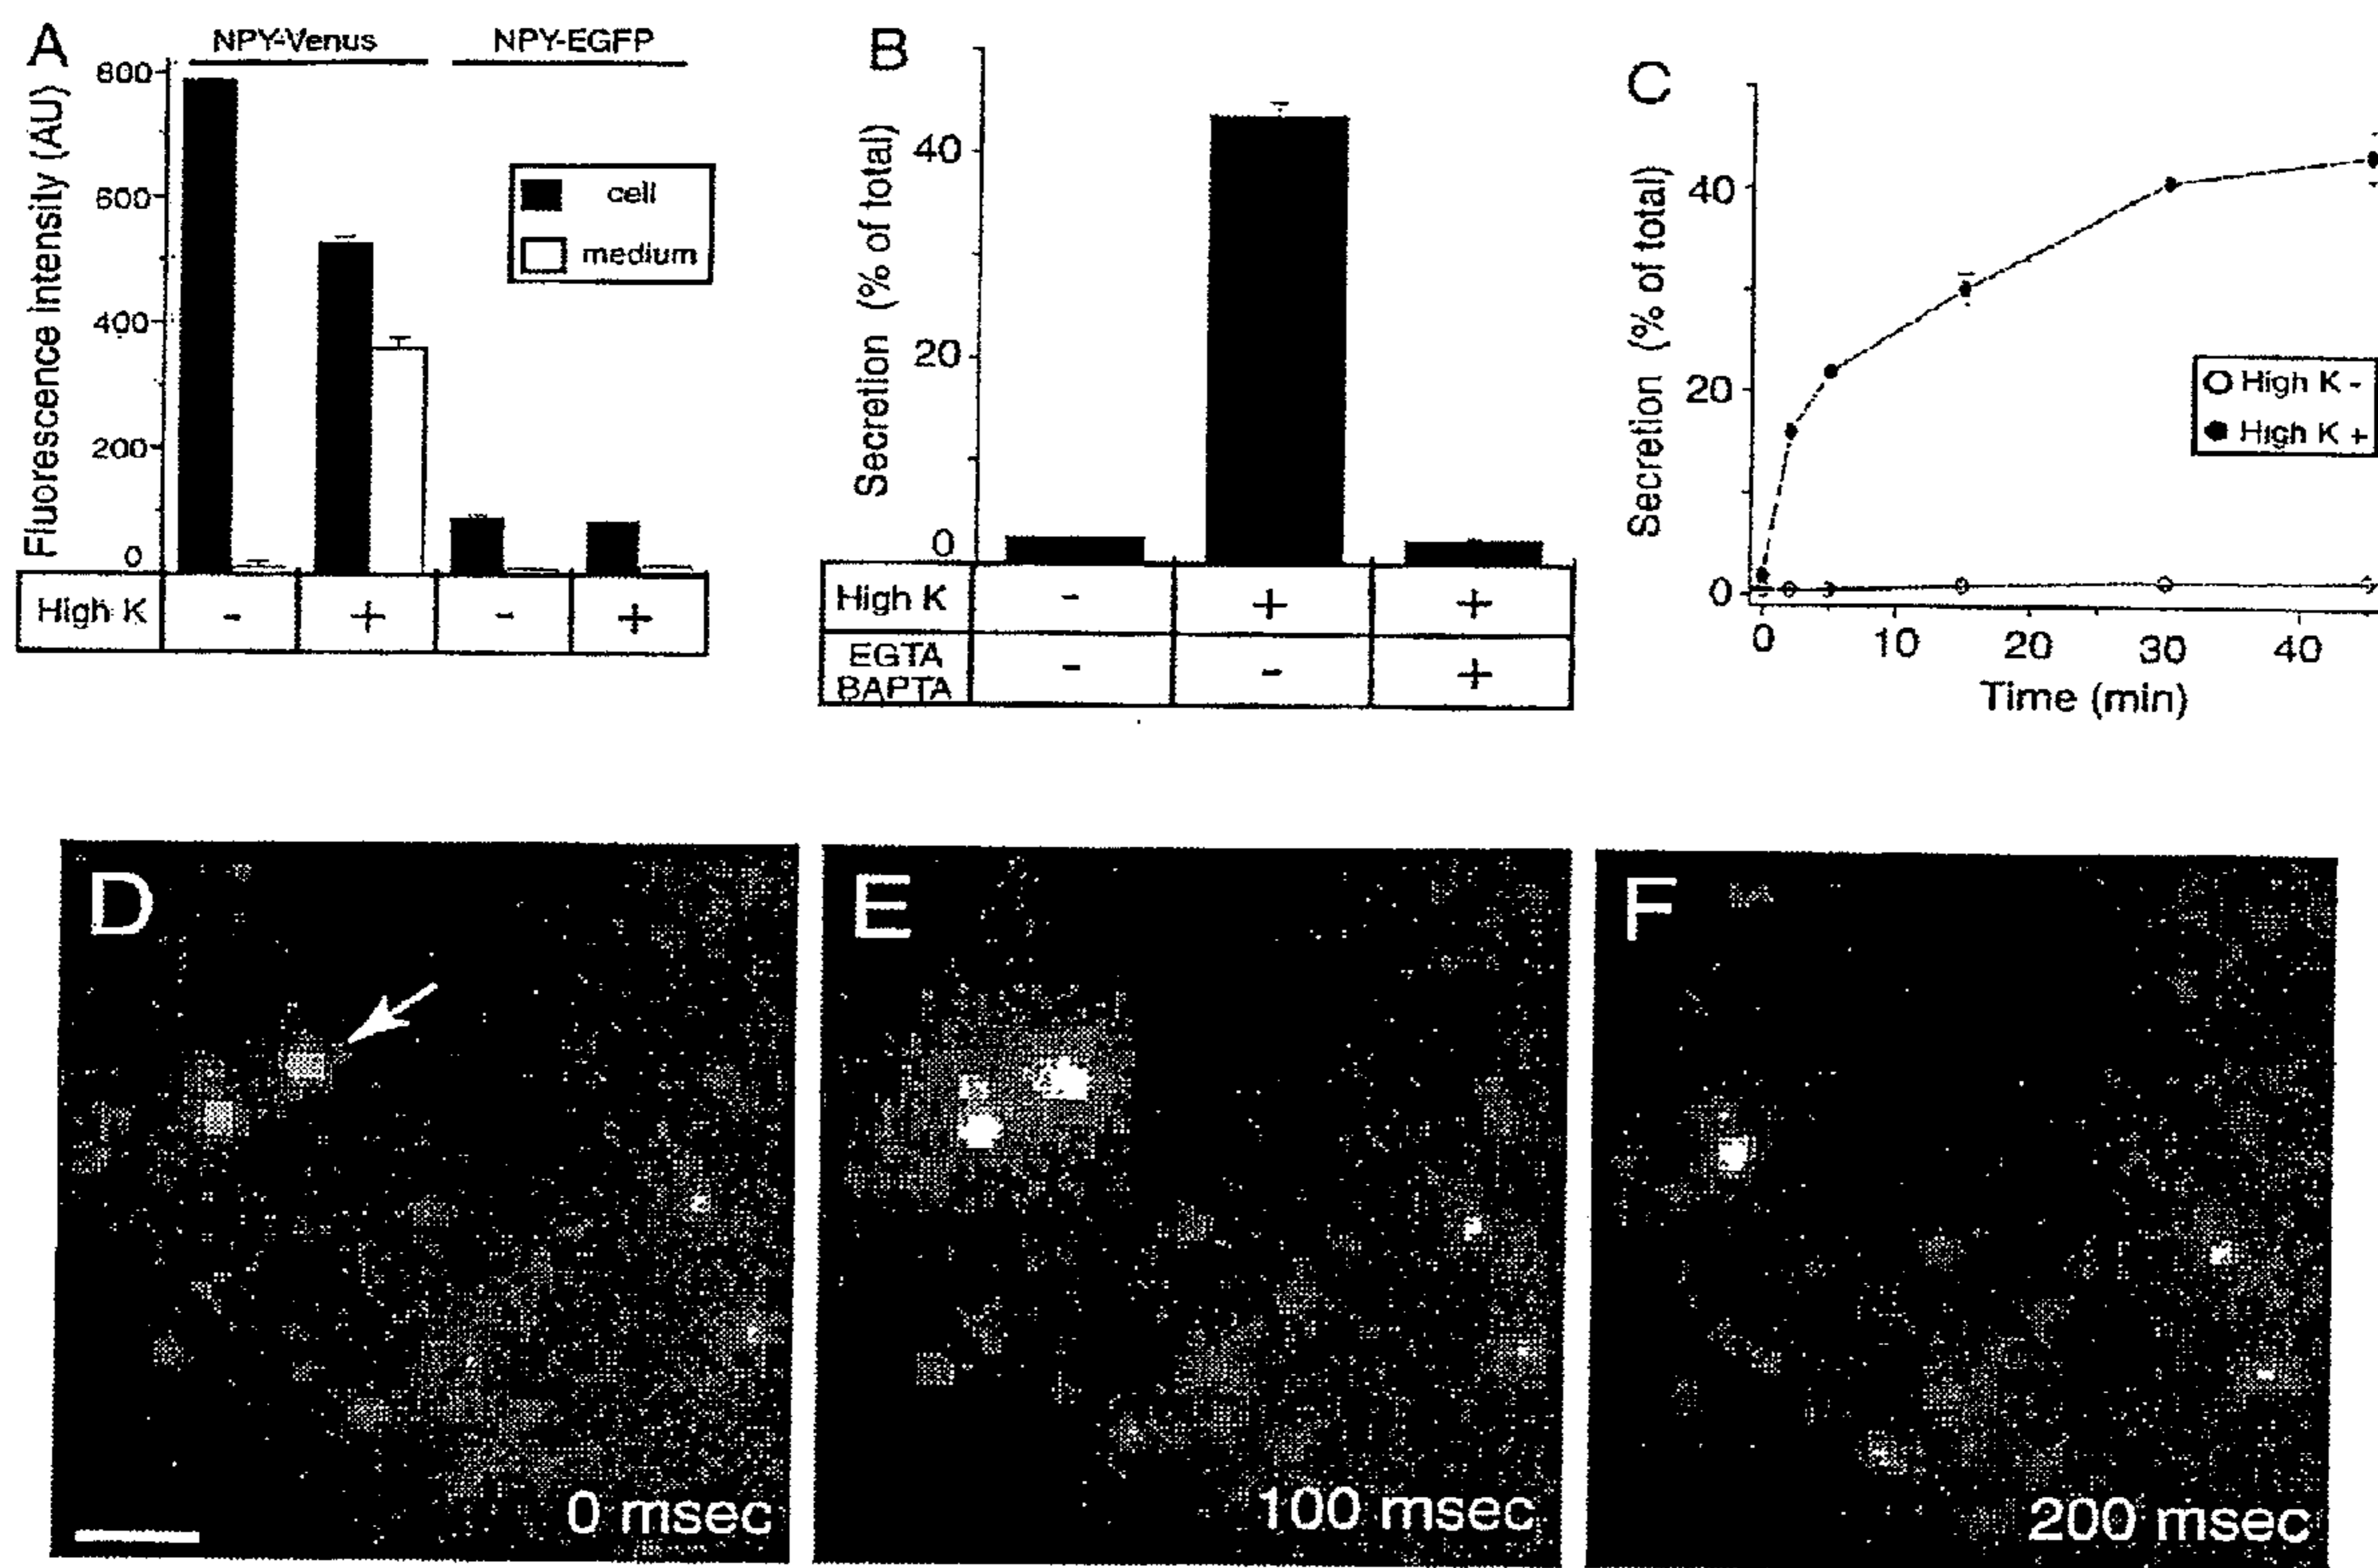 A
NPY-Venus NPY-EGFP
Fluorescence intensity (AU)
800
600
400
200
0
cell
medium
High K - + - +
B
Secretion (% of total)
40
20
0
High K - + +
EGTA BAPTA - - +
C
Secretion (% of total)
40
20
0
High K -
High K +
0 10 20 30 40
Time (min)
D
0 msec
E
100 msec
F
200 msec